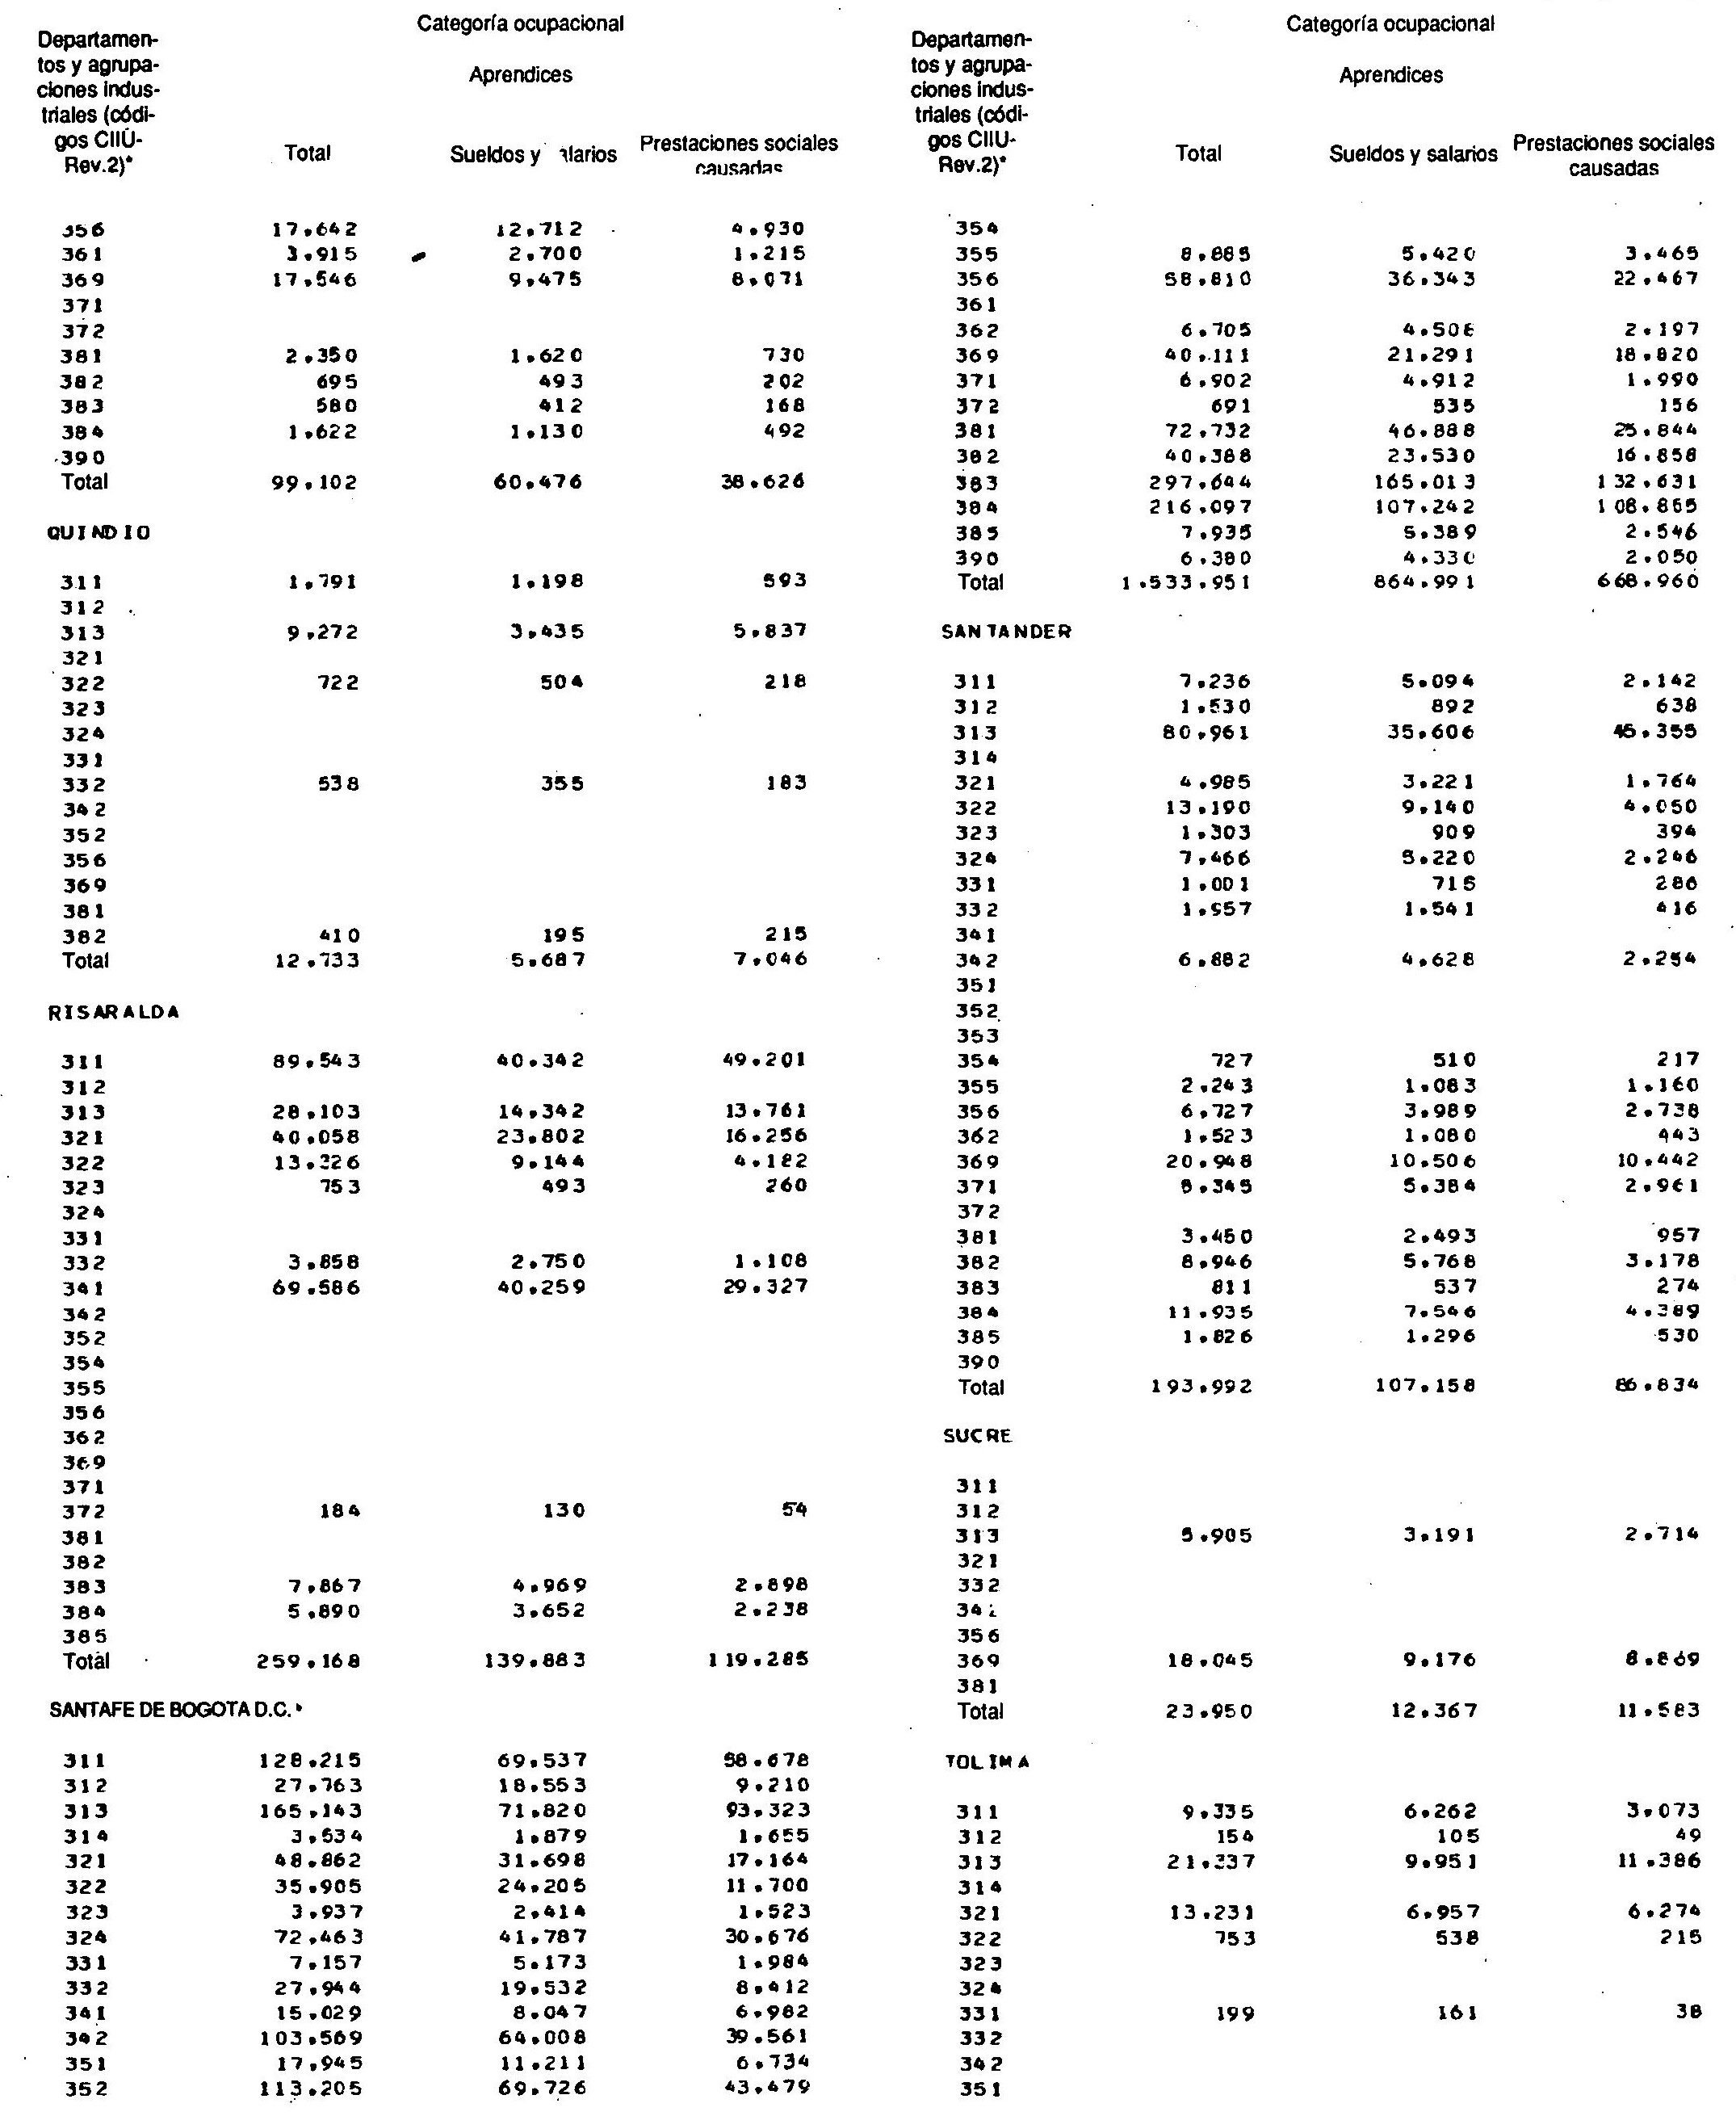 Categoría ocupacional
Departamen-
tos y agrupa-
ciones indus-
triales (códi-
gos CIIU-
Rev.2)*
Aprendices
Total Sueldos y Prestaciones sociales
causadas
356 17.642 12.712 4.930
361 3.915 2.700 1.215
369 17.546 9.475 8.071
371
372
381 2.350 1.620 730
382 695 493 202
383 580 412 168
384 1.622 1.130 492
390
Total 99.102 60.476 38.626
QUINDIO
311 1.791 1.198 593
312
313 9.272 3.435 5.837
321
322 722 504 218
323
324
331
332 538 355 183
342
352
356
369
381
382 410 195 215
Total 12.733 5.687 7.046
RISARALDA
311 89.543 40.342 49.201
312
313 28.103 14.342 13.761
321 40.058 23.802 16.256
322 13.326 9.144 4.182
323 753 493 260
324
331
332 3.858 2.750 1.108
341 69.586 40.259 29.327
342
352
354
355
356
362
369
371
372 184 130 54
381
382
383 7.867 4.969 2.898
384 5.890 3.652 2.238
385
Total 259.168 139.883 119.285
SANTAFE DE BOGOTA D.C.
311 128.215 69.537 58.678
312 27.763 18.553 9.210
313 165.143 71.820 93.323
314 3.534 1.879 1.655
321 48.862 31.698 17.164
322 35.905 24.205 11.700
323 3.937 2.414 1.523
324 72.463 41.787 30.676
331 7.157 5.173 1.984
332 27.944 19.532 8.412
341 15.029 8.047 6.982
342 103.569 64.008 39.561
351 17.945 11.211 6.734
352 113.205 69.726 43.479
Categoría ocupacional
Departamen-
tos y agrupa-
ciones indus-
triales (códi-
gos CIIU-
Rev.2)*
Aprendices
Total Sueldos y salarios Prestaciones sociales
causadas
354
355 8.885 5.420 3.465
356 58.810 36.343 22.467
361
362 6.705 4.508 2.197
369 40.111 21.291 18.820
371 6.902 4.912 1.990
372 691 535 156
381 72.732 46.888 25.844
382 40.388 23.530 16.858
383 297.644 165.013 132.631
384 216.097 107.242 108.855
385 7.935 5.389 2.546
390 6.380 4.330 2.050
Total 1.533.951 864.991 668.960
SANTANDER
311 7.236 5.094 2.142
312 1.530 892 638
313 80.961 35.606 45.355
314
321 4.985 3.221 1.764
322 13.190 9.140 4.050
323 1.303 909 394
324 7.466 5.220 2.246
331 1.001 715 286
332 1.957 1.541 416
341
342 6.882 4.628 2.254
351
352
353
354 727 510 217
355 2.243 1.083 1.160
356 6.727 3.989 2.738
362 1.523 1.080 443
369 20.948 10.506 10.442
371 8.345 5.384 2.961
372
381 3.450 2.493 957
382 8.946 5.768 3.178
383 811 537 274
384 11.935 7.546 4.389
385 1.826 1.296 530
390
Total 193.992 107.158 86.834
SUCRE
311
312
313 5.905 3.191 2.714
321
332
356
369 18.045 9.176 8.869
381
Total 23.950 12.367 11.583
TOLIMA
311 9.335 6.262 3.073
312 154 105 49
313 21.337 9.951 11.386
314
321 13.231 6.957 6.274
322 753 538 215
323
324
331 199 161 38
332
342
351